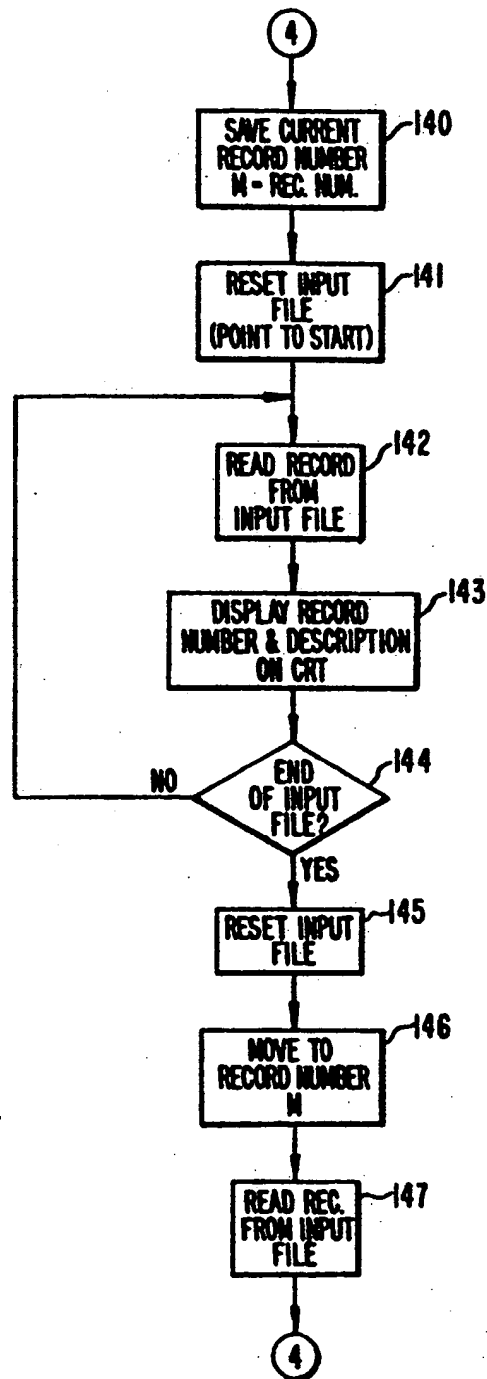 4
SAVE CURRENT
RECORD NUMBER
M = REC. NUM.
140
RESET INPUT
FILE
(POINT TO START)
141
READ RECORD
FROM
INPUT FILE
142
DISPLAY RECORD
NUMBER & DESCRIPTION
ON CRT
143
END
OF INPUT
FILE?
144
NO
YES
RESET INPUT
FILE
145
MOVE TO
RECORD NUMBER
M
146
READ REC.
FROM INPUT
FILE
147
4